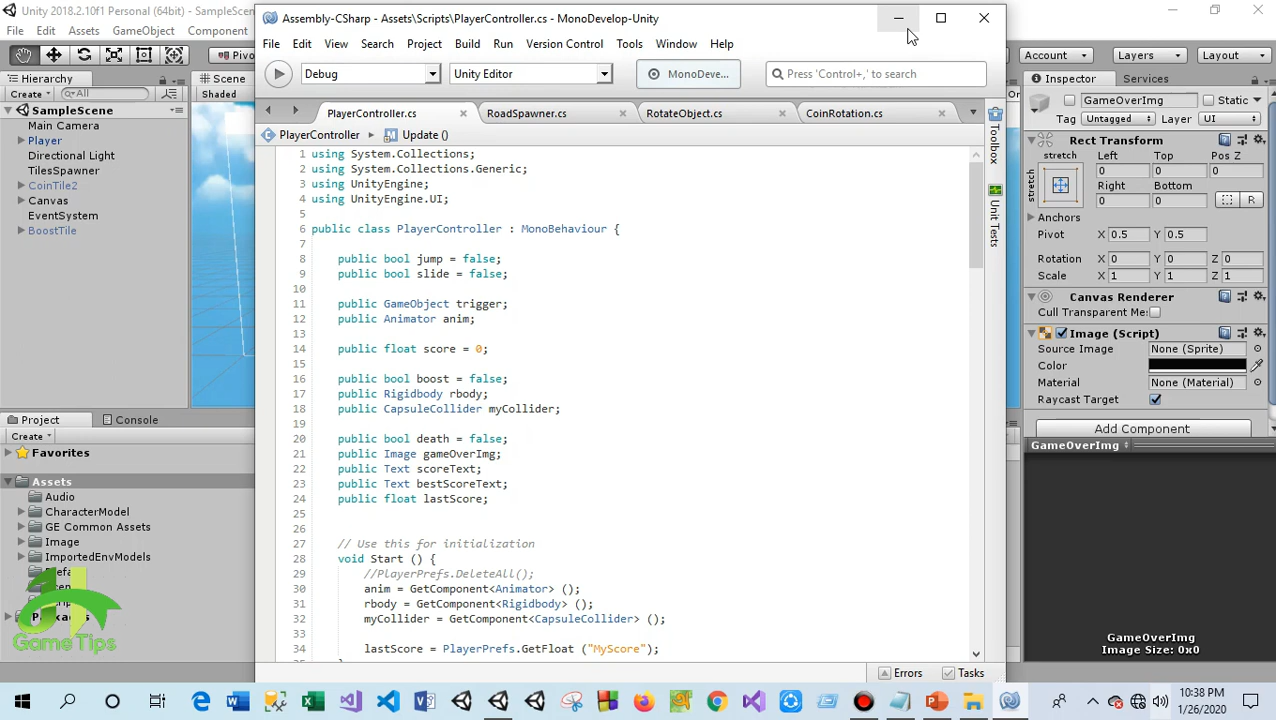 Unity 2018.2.10f1 - SampleScene - Player (64bit)
Assembly-CSharp - Assets\Scripts\PlayerController.cs - MonoDevelop-Unity
File Edit Assets GameObject Component
File Edit View Search Project Build Run Version Control Tools Window Help
Pivo
Account Layers Layout
Debug
Unity Editor
MonoDeve...
Press 'Control+,' to search
Hierarchy
Create
All
SampleScene
Main Camera
Player
Directional Light
TilesSpawner
CoinTile2
Canvas
EventSystem
BoostTile
Scene
Shaded
PlayerController.cs
RoadSpawner.cs
RotateObject.cs
CoinRotation.cs
PlayerController
Update ()
1 using System.Collections;
2 using System.Collections.Generic;
3 using UnityEngine;
4 using UnityEngine.UI;
5
6 public class PlayerController : MonoBehaviour {
7
8 public bool jump = false;
9 public bool slide = false;
10
11 public GameObject trigger;
12 public Animator anim;
13
14 public float score = 0;
15
16 public bool boost = false;
17 public Rigidbody rbody;
18 public CapsuleCollider myCollider;
19
20 public bool death = false;
21 public Image gameOverImg;
22 public Text scoreText;
23 public Text bestScoreText;
24 public float lastScore;
25
26
27 // Use this for initialization
28 void Start () {
29 //PlayerPrefs.DeleteAll();
30 anim = GetComponent<Animator> ();
31 rbody = GetComponent<Rigidbody> ();
32 myCollider = GetComponent<CapsuleCollider> ();
33
34 lastScore = PlayerPrefs.GetFloat ("MyScore");
Toolbox
Unit Tests
Errors
Tasks
Inspector
Services
GameOverImg
Static
Tag Untagged Layer UI
Rect Transform
stretch
stretch
Left Top Pos Z
0 0 0
Right Bottom
0 0 R
Anchors
Pivot X 0.5 Y 0.5
Rotation X 0 Y 0 Z 0
Scale X 1 Y 1 Z 1
Canvas Renderer
Cull Transparent Me:
Image (Script)
Source Image None (Sprite)
Color
Material None (Material)
Raycast Target
Add Component
GameOverImg
GameOverImg
Image Size: 0x0
Project
Console
Create
Favorites
Assets
Audio
CharacterModel
GE Common Assets
Image
ImportedEnvModels
GameTips
10:38 PM
1/26/2020